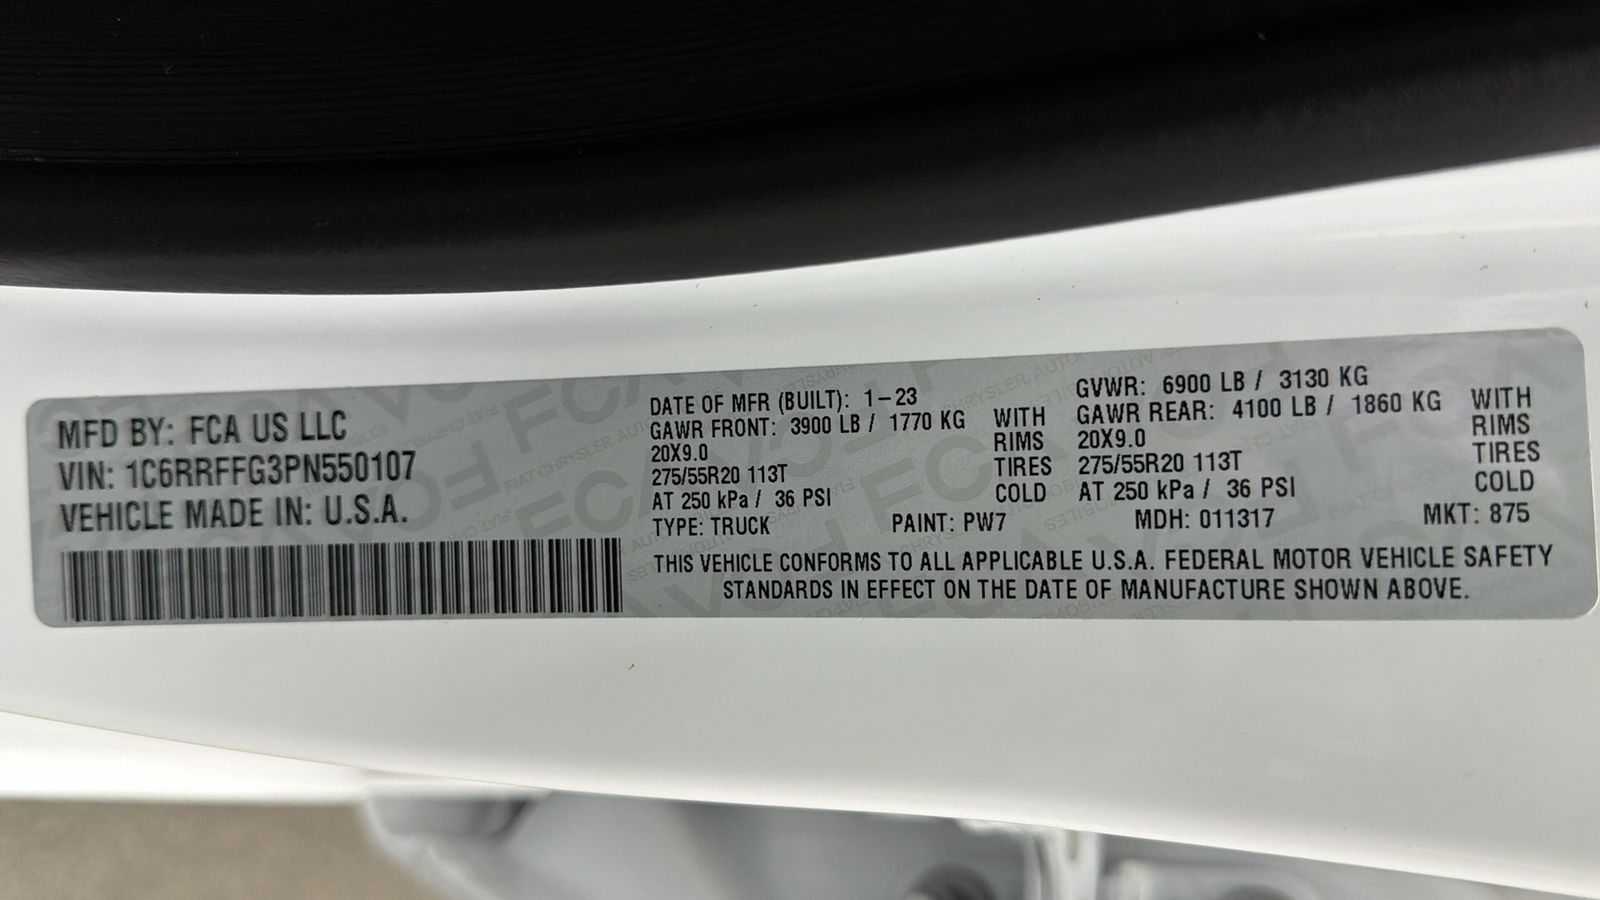 MFD BY: FCA US LLC
VIN: 1C6RRFFG3PN550107
VEHICLE MADE IN: U.S.A.
DATE OF MFR (BUILT): 1-23
GAWR FRONT: 3900 LB / 1770 KG WITH
20X9.0 RIMS
275/55R20 113T TIRES
AT 250 kPa / 36 PSI COLD
GVWR: 6900 LB / 3130 KG
GAWR REAR: 4100 LB / 1860 KG WITH
20X9.0 RIMS
275/55R20 113T TIRES
AT 250 kPa / 36 PSI COLD
TYPE: TRUCK PAINT: PW7 MDH: 011317 MKT: 875
THIS VEHICLE CONFORMS TO ALL APPLICABLE U.S.A. FEDERAL MOTOR VEHICLE SAFETY
STANDARDS IN EFFECT ON THE DATE OF MANUFACTURE SHOWN ABOVE.